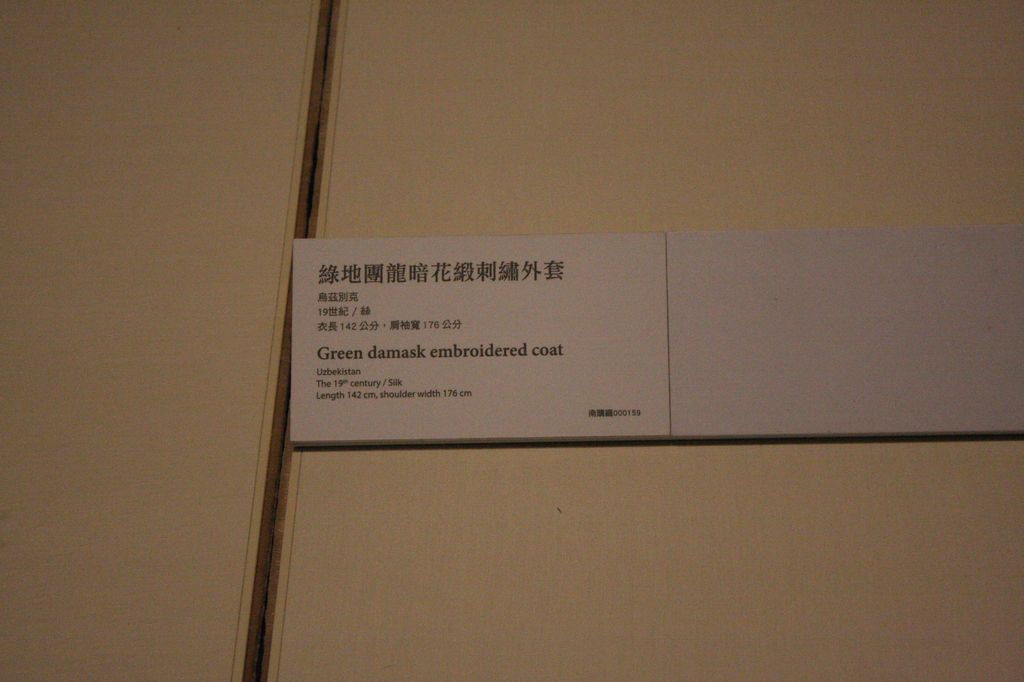 綠地團龍暗花緞刺繡外套
烏茲別克
19世紀 / 絲
衣長 142 公分，肩袖寬 176 公分
Green damask embroidered coat
Uzbekistan
The 19th century / Silk
Length 142 cm, shoulder width 176 cm
南購織000159